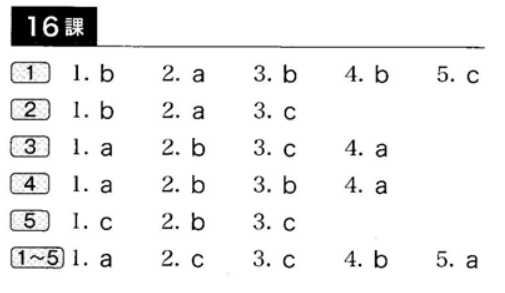 16課
1 1. b 2. a 3. b 4. b 5. c
2 1. b 2. a 3. c
3 1. a 2. b 3. c 4. a
4 1. a 2. b 3. b 4. a
5 1. c 2. b 3. c
1~5 1. a 2. c 3. c 4. b 5. a